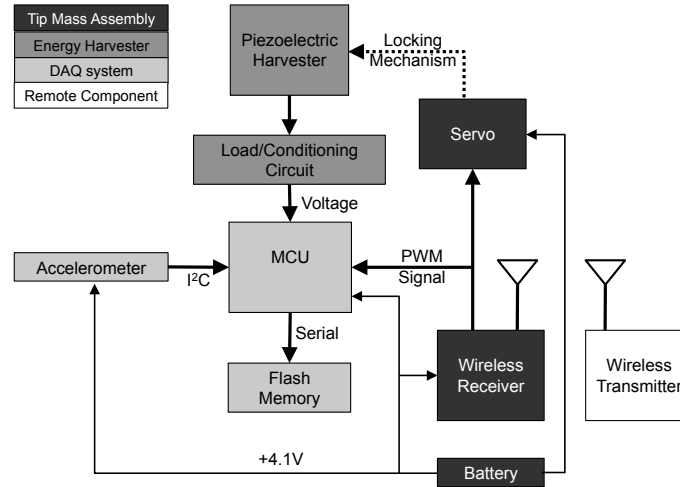 Tip Mass Assembly
Energy Harvester
DAQ system
Remote Component
Piezoelectric
Harvester
Locking
Mechanism
Servo
Load/Conditioning
Circuit
Voltage
MCU
Accelerometer
I²C
PWM
Signal
Serial
Flash
Memory
Wireless
Receiver
Wireless
Transmitter
+4.1V
Battery